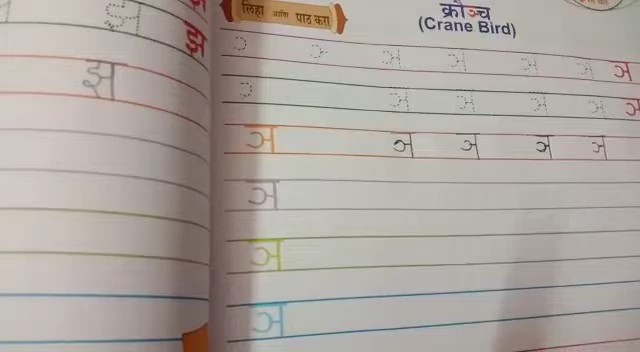 झ झ
झ
झ
लिहा आणि पाठ करा
क्रौञ्च
(Crane Bird)
ञ ञ ञ ञ ञ
ञ ञ ञ ञ ञ
ञ ञ ञ ञ ञ
ञ
ञ
ञ